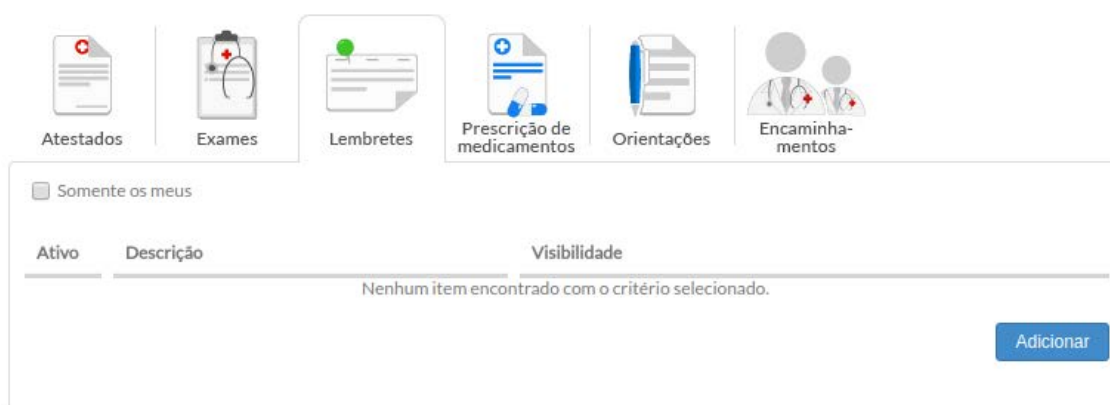 Atestados
Exames
Lembretes
Prescrição de
medicamentos
Orientações
Encaminha-
mentos
Somente os meus
Ativo Descrição Visibilidade
Nenhum item encontrado com o critério selecionado.
Adicionar